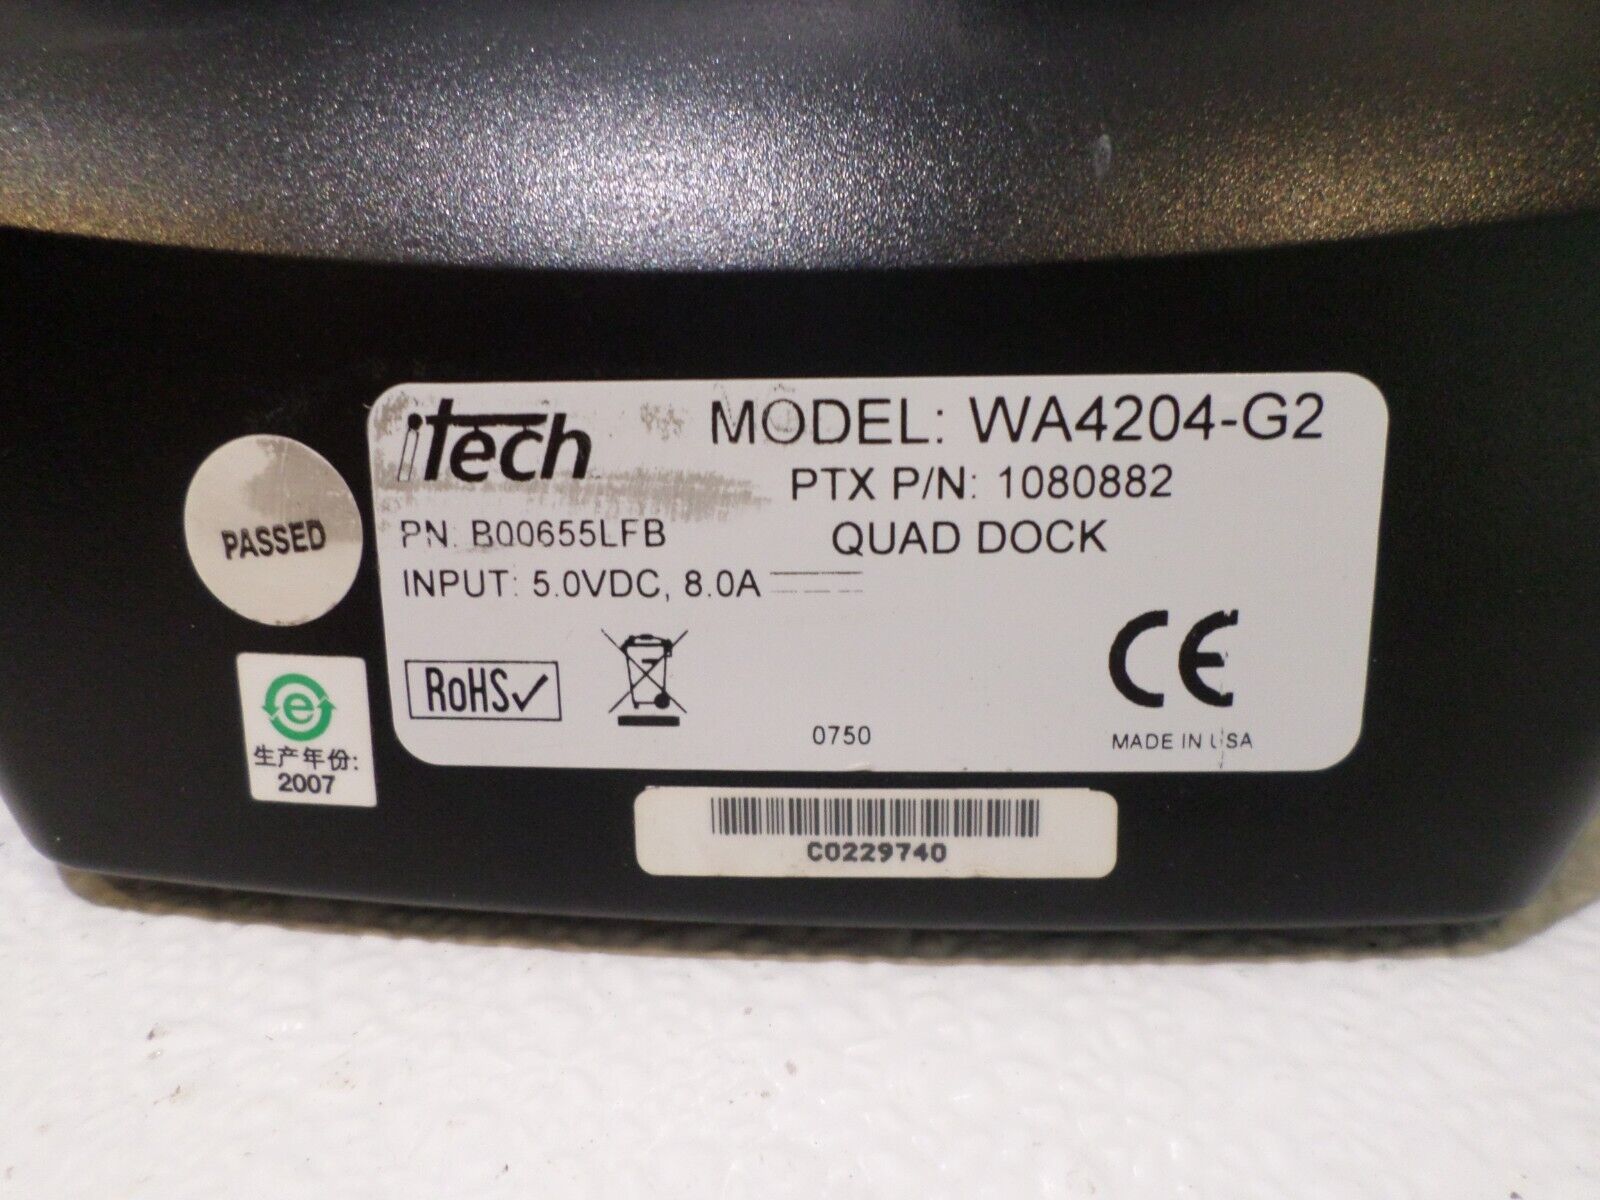 iTech
MODEL: WA4204-G2
PTX P/N: 1080882
PN: B00655LFB
QUAD DOCK
INPUT: 5.0VDC, 8.0A
PASSED
RoHS✓
CE
0750
MADE IN USA
e
生产年份:
2007
C0229740